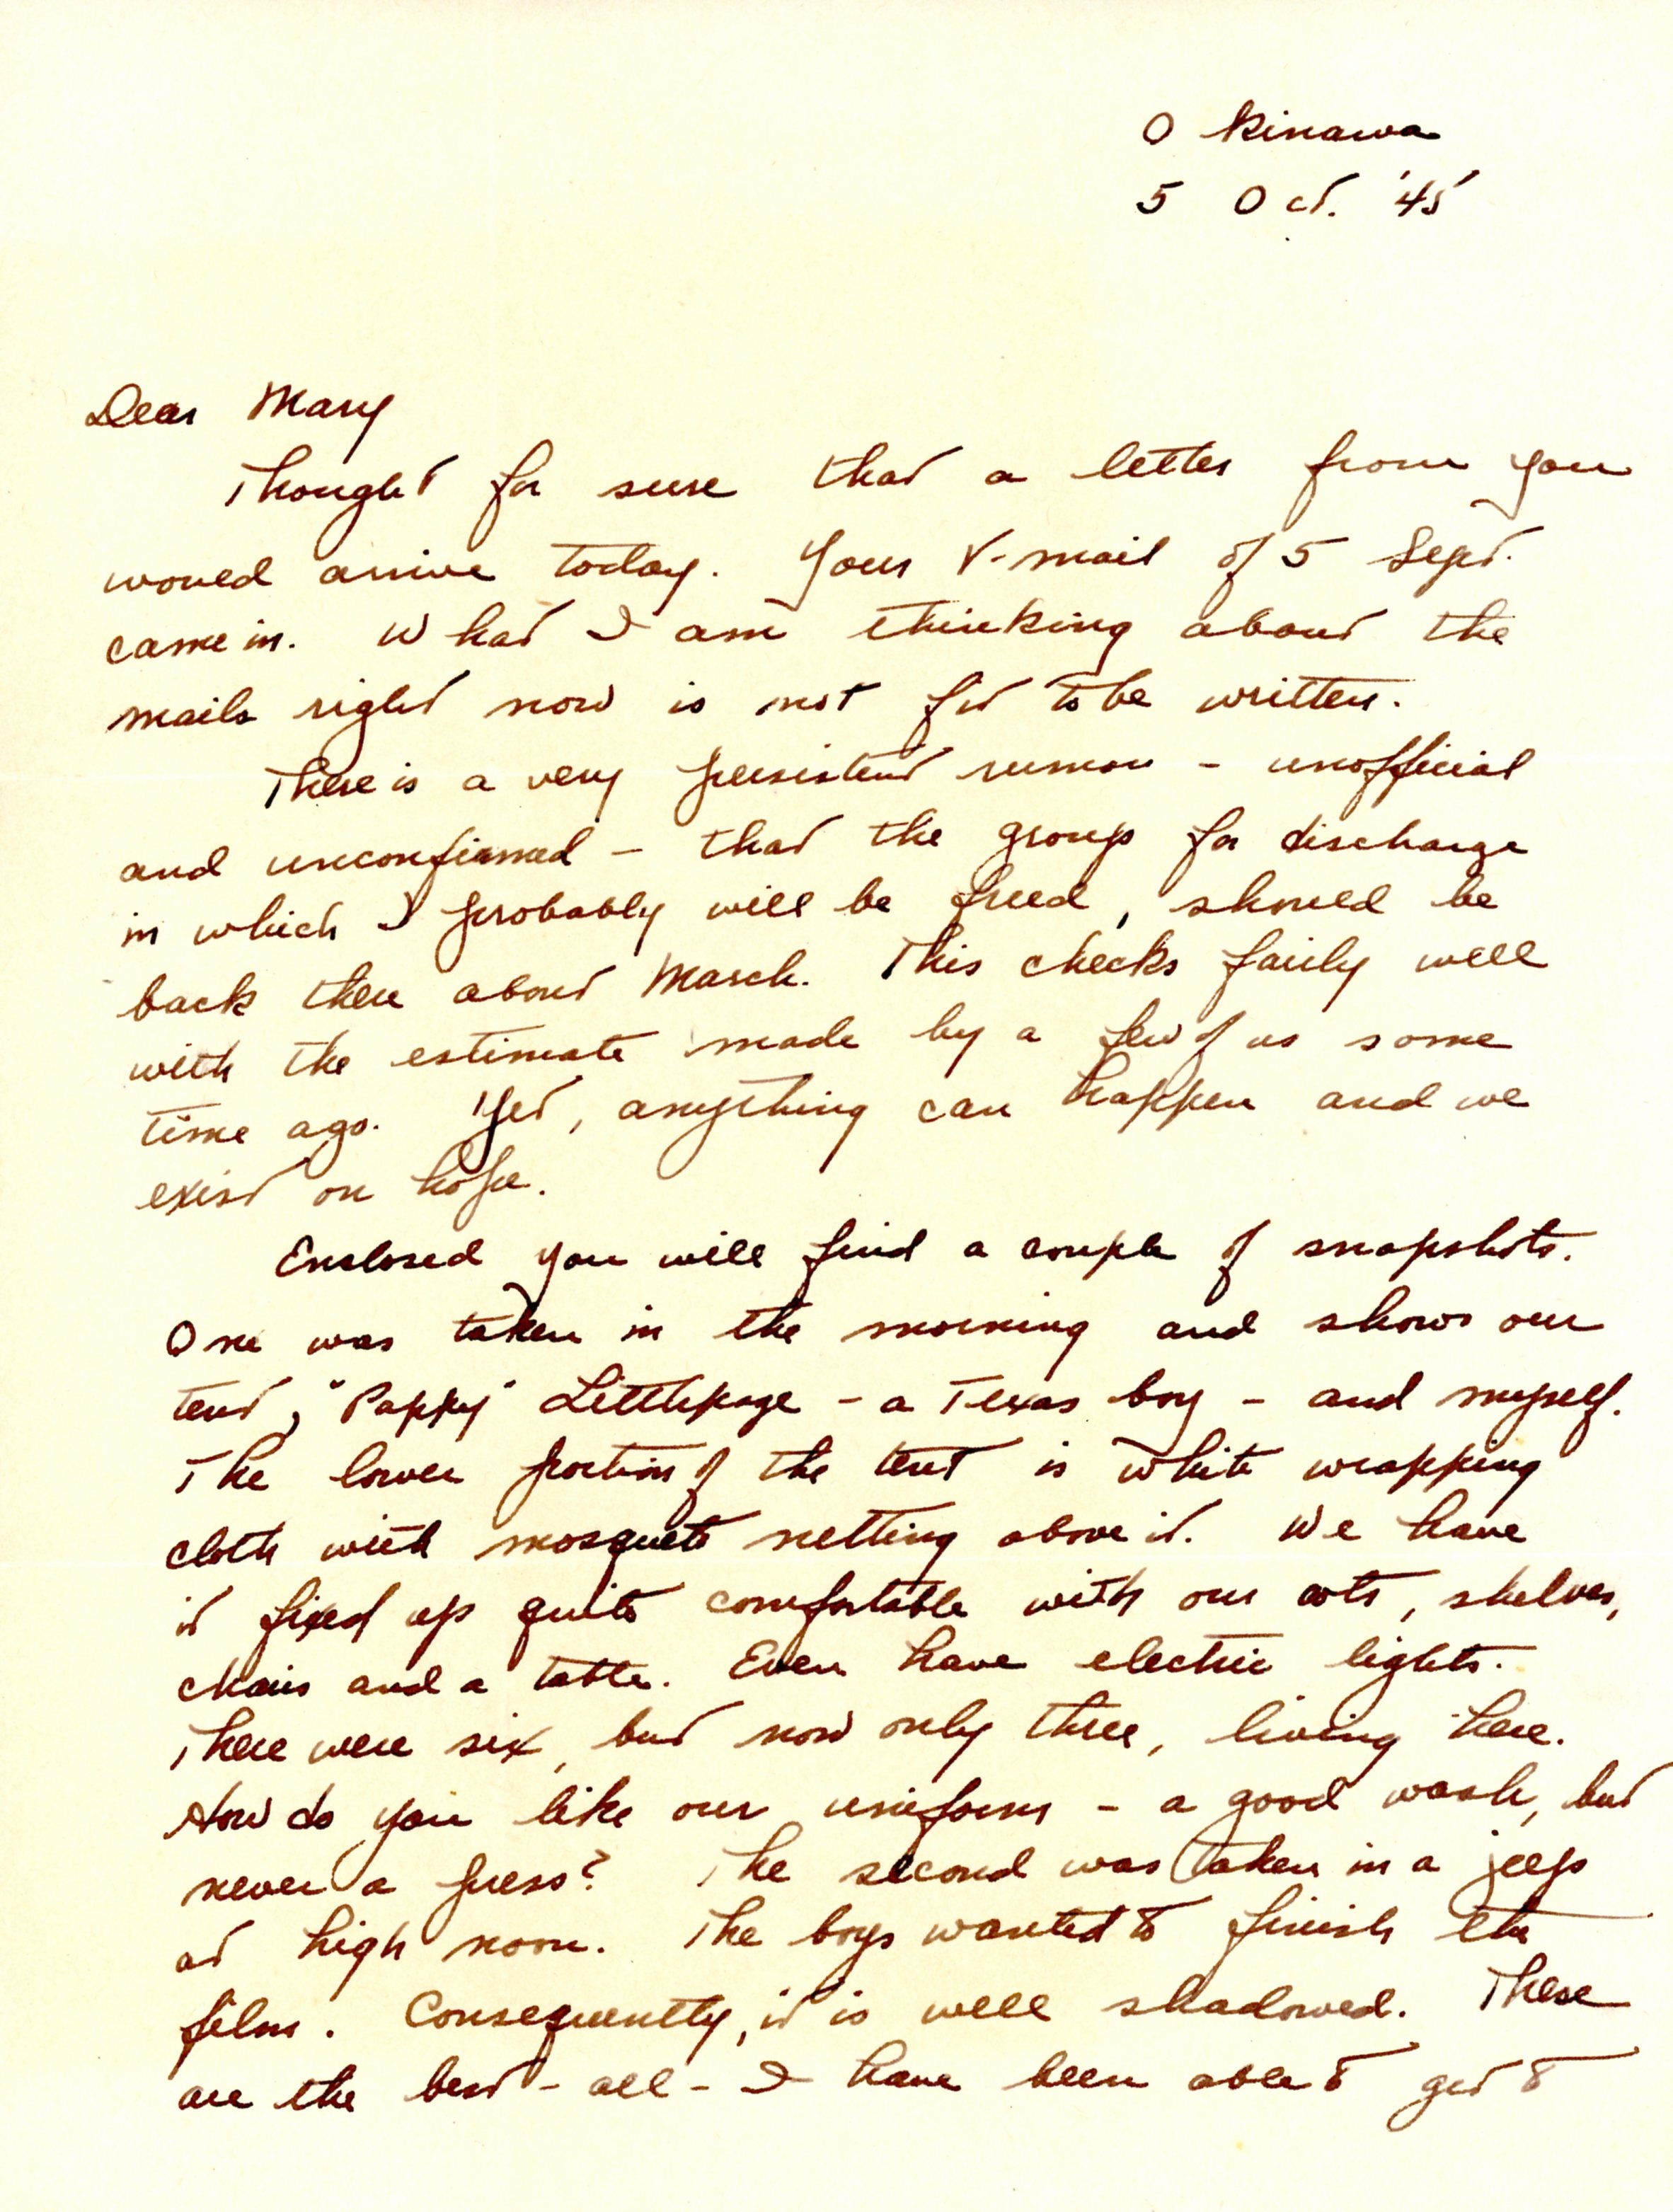 Okinawa
5 Oct. '45
Dear Mary
Thought for sure that a letter from you
would arrive today. Your V-mail of 5 Sept.
came in. What I am thinking about the
mails right now is not fit to be written.
There is a very persistent rumor - unofficial
and unconfirmed - that the group for discharge
in which I probably will be freed, should be
back there about March. This checks fairly well
with the estimate made by a few of us some
time ago. Yet, anything can happen and we
exist on hope.
Enclosed you will find a couple of snapshots.
One was taken in the morning and shows our
tent, "Pappy" Littlepage - a Texas boy - and myself.
The lower portion of the tent is white wrapping
cloth with mosquito netting above it. We have
it fixed up quite comfortable with our cots, shelves,
chairs and a table. Even have electric lights.
There were six, but now only three, living here.
How do you like our uniforms - a good wash, but
never a press? The second was taken in a jeep
at high noon. The boys wanted to finish the
film. Consequently, it is well shadowed. These
are the best - all - I have been able to get to